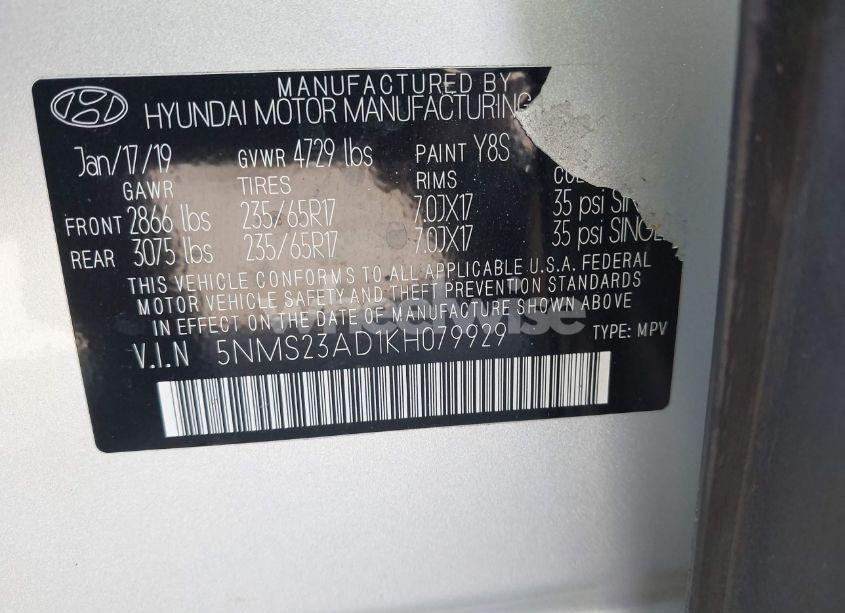 MANUFACTURED BY
HYUNDAI MOTOR MANUFACTURING
Jan/17/19 GVWR 4729 lbs PAINT Y8S
GAWR TIRES RIMS
FRONT 2866 lbs 235/65R17 7.0JX17 35 psi SING
REAR 3075 lbs 235/65R17 7.0JX17 35 psi SINGL
THIS VEHICLE CONFORMS TO ALL APPLICABLE U.S.A. FEDERAL
MOTOR VEHICLE SAFETY AND THEFT PREVENTION STANDARDS
IN EFFECT ON THE DATE OF MANUFACTURE SHOWN ABOVE
wheelwise
V.I.N 5NMS23AD1KH079929 TYPE: MPV